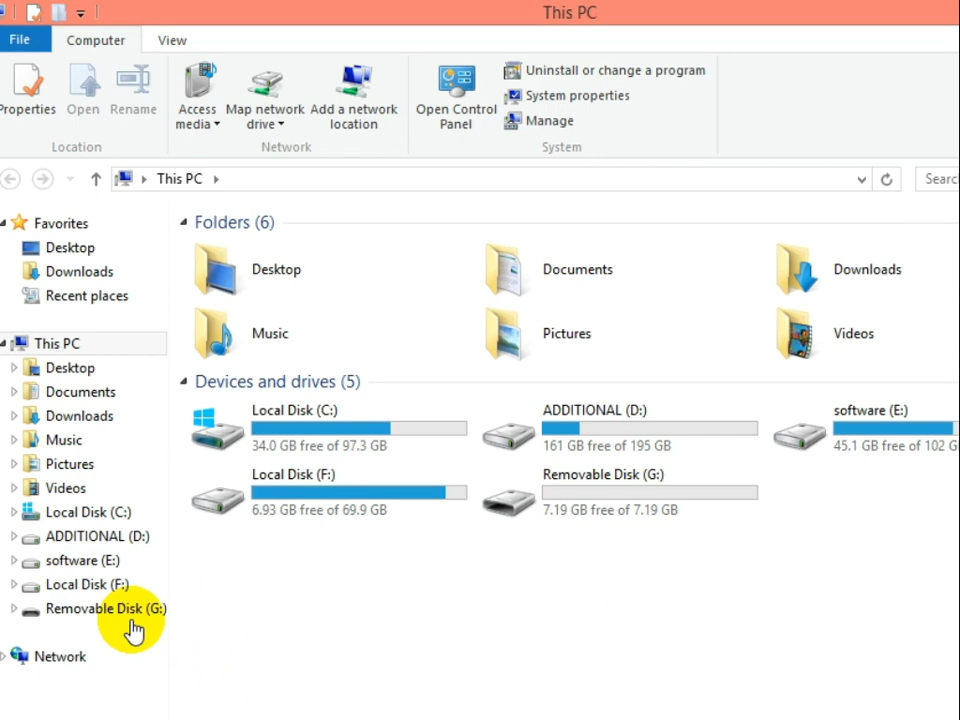 This PC
File
Computer
View
Properties
Open
Rename
Access media
Map network drive
Add a network location
Open Control Panel
Uninstall or change a program
System properties
Manage
Location
Network
System
This PC
Searc
Favorites
Desktop
Downloads
Recent places
This PC
Desktop
Documents
Downloads
Music
Pictures
Videos
Local Disk (C:)
ADDITIONAL (D:)
software (E:)
Local Disk (F:)
Removable Disk (G:)
Network
Folders (6)
Desktop
Documents
Downloads
Music
Pictures
Videos
Devices and drives (5)
Local Disk (C:)
34.0 GB free of 97.3 GB
ADDITIONAL (D:)
161 GB free of 195 GB
software (E:)
45.1 GB free of 102 G
Local Disk (F:)
6.93 GB free of 69.9 GB
Removable Disk (G:)
7.19 GB free of 7.19 GB